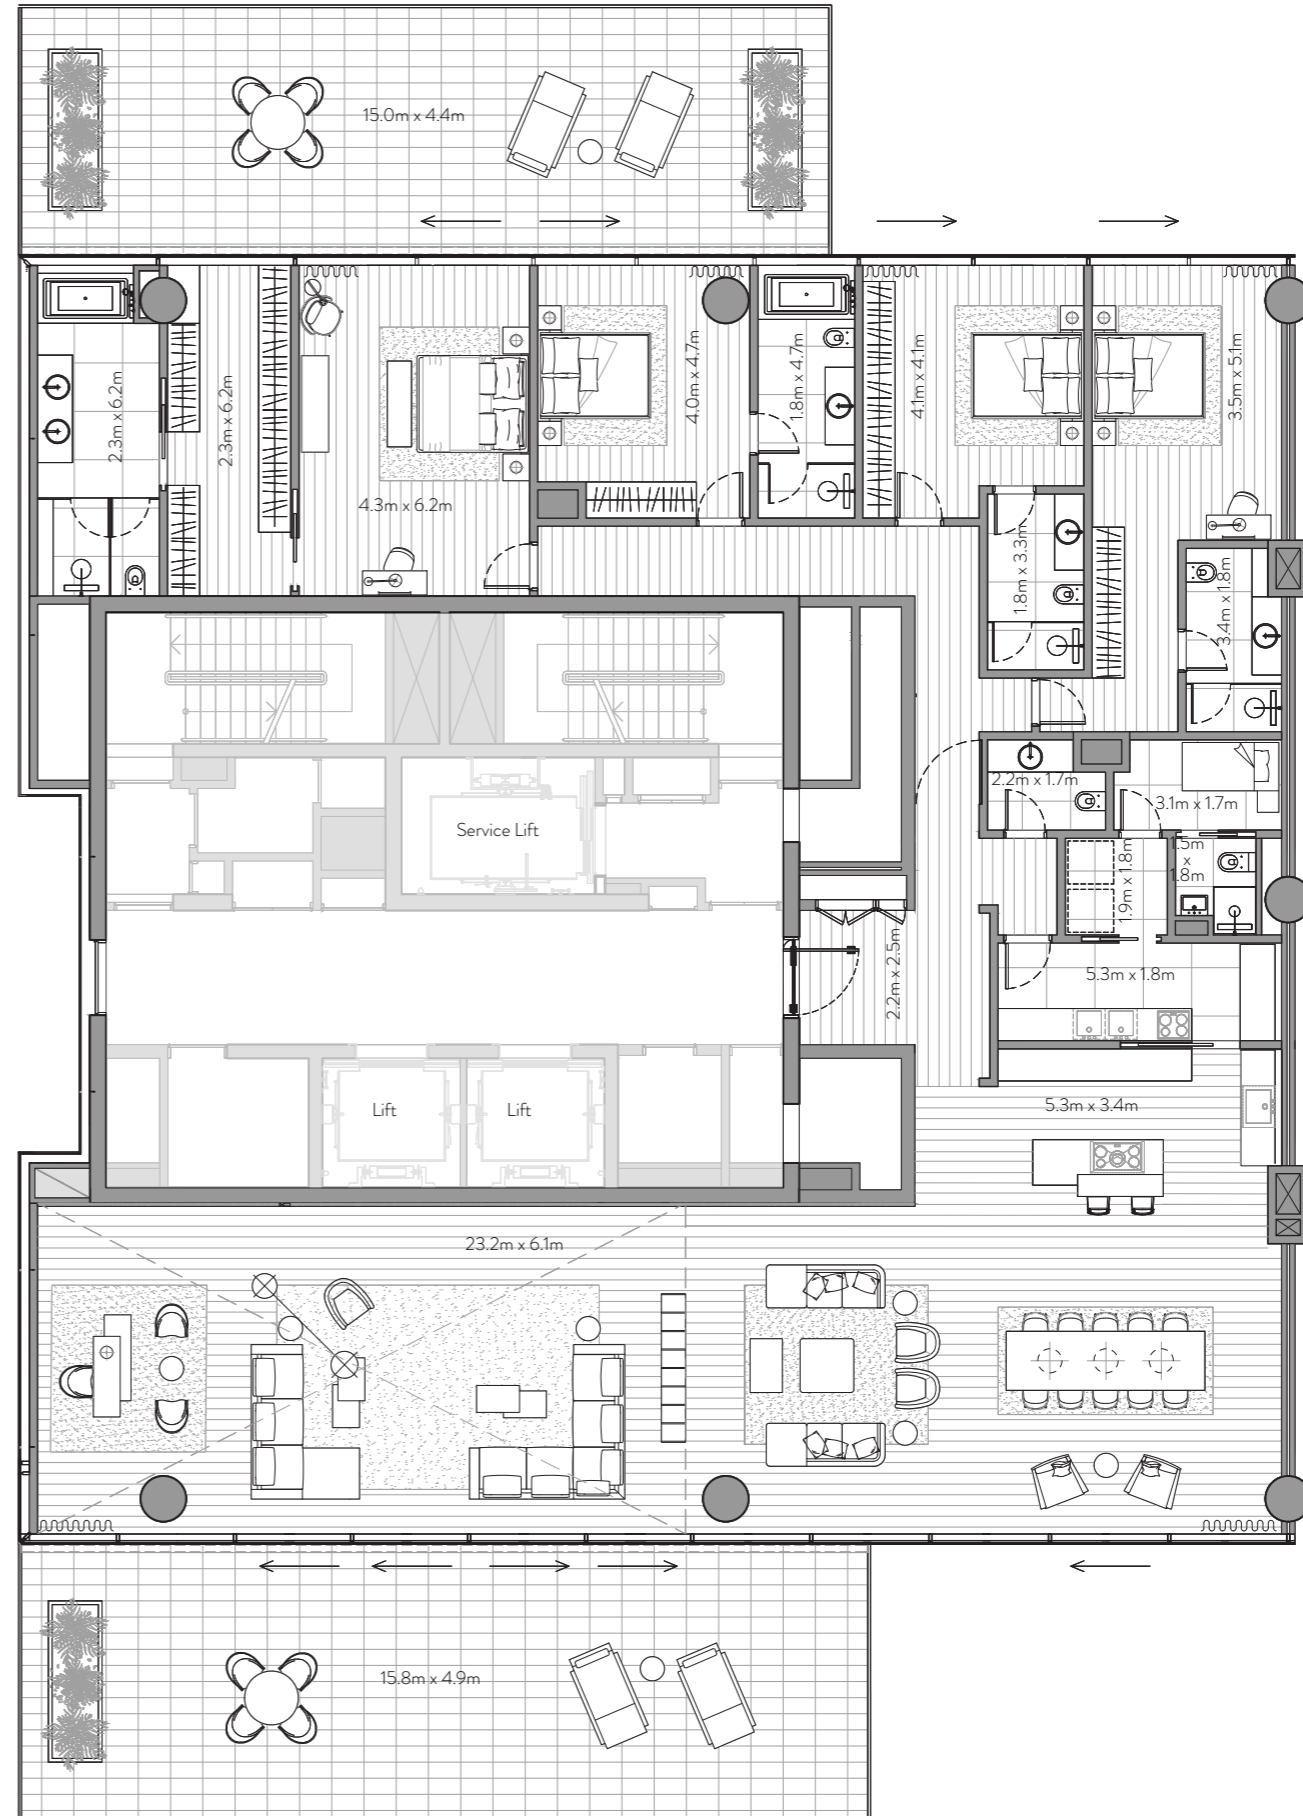 15.0m x 4.4m
2.3m x 6.2m
2.3m x 6.2m
4.3m x 6.2m
4.0m x 4.7m
1.8m x 4.7m
4.1m x 4.1m
3.5m x 5.1m
1.8m x 3.3m
3.4m x 1.8m
2.2m x 1.7m
3.1m x 1.7m
Service Lift
1.9m x 1.8m
1.5m
x
1.8m
2.2m x 2.5m
5.3m x 1.8m
Lift
Lift
5.3m x 3.4m
23.2m x 6.1m
15.8m x 4.9m